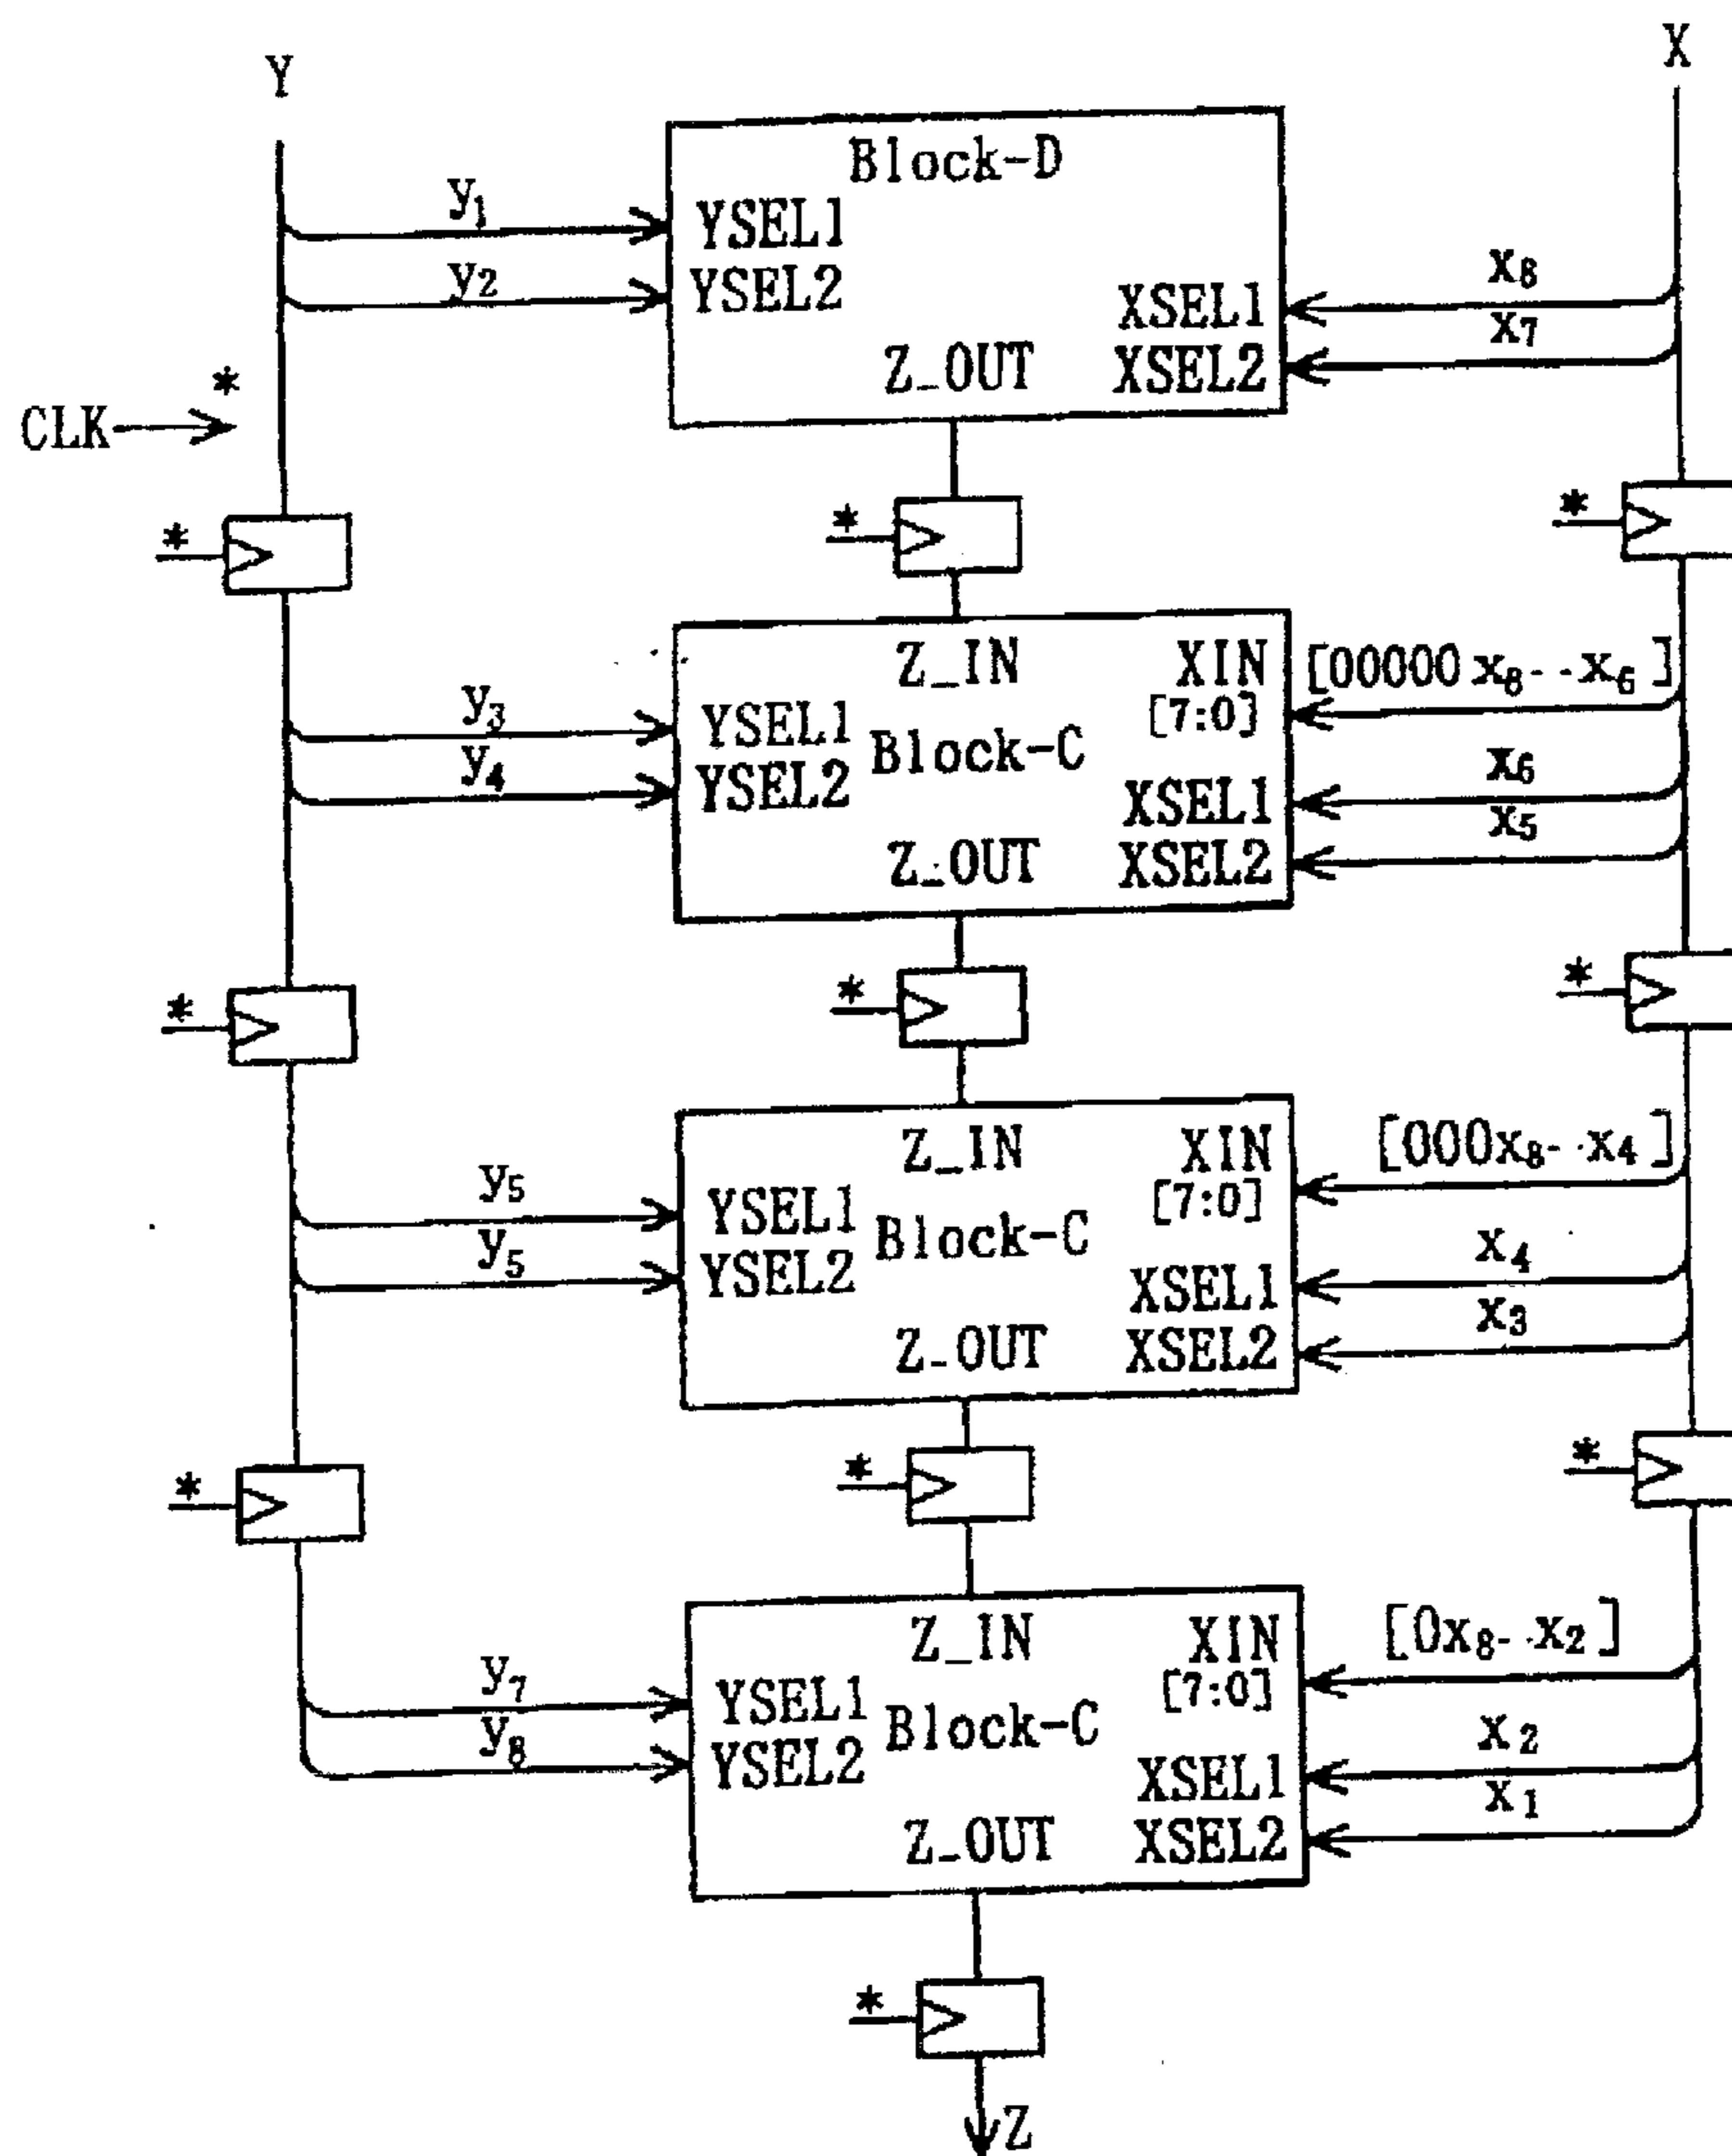 Y
X
Block-D
y1
YSEL1
y2
YSEL2
x8
XSEL1
x7
XSEL2
Z_OUT
*
CLK
*
*
*
Z_IN
XIN
[00000 x8--x6]
[7:0]
y3
YSEL1
Block-C
y4
YSEL2
x6
XSEL1
x5
XSEL2
Z_OUT
*
*
*
Z_IN
XIN
[000x8--x4]
[7:0]
y5
YSEL1
Block-C
y5
YSEL2
x4
XSEL1
x3
XSEL2
Z_OUT
*
*
*
Z_IN
XIN
[0x8--x2]
[7:0]
y7
YSEL1
Block-C
y8
YSEL2
x2
XSEL1
x1
XSEL2
Z_OUT
*
Z